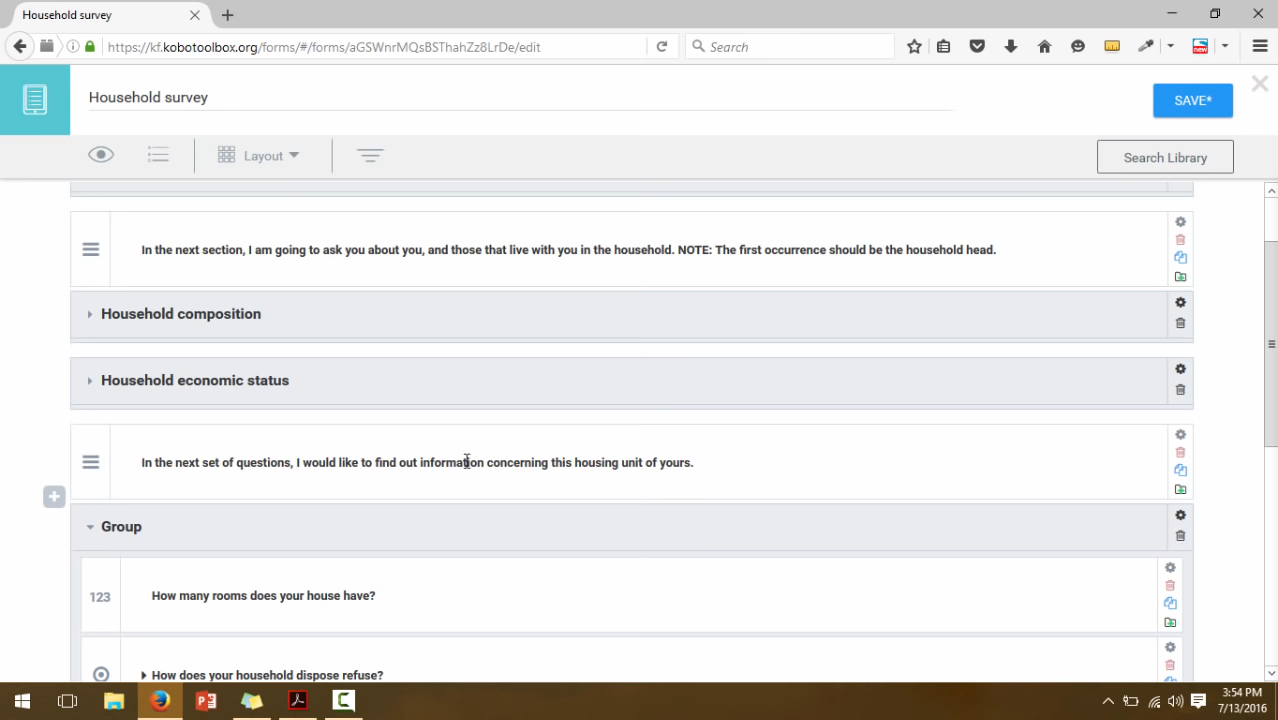 Household survey
https://kf.kobotoolbox.org/forms/#/forms/aGSWnrMQsBSThahZz8LrDe/edit
Search
Household survey
SAVE*
Layout
Search Library
In the next section, I am going to ask you about you, and those that live with you in the household. NOTE: The first occurrence should be the household head.
Household composition
Household economic status
In the next set of questions, I would like to find out information concerning this housing unit of yours.
Group
123
How many rooms does your house have?
How does your household dispose refuse?
3:54 PM
7/13/2016